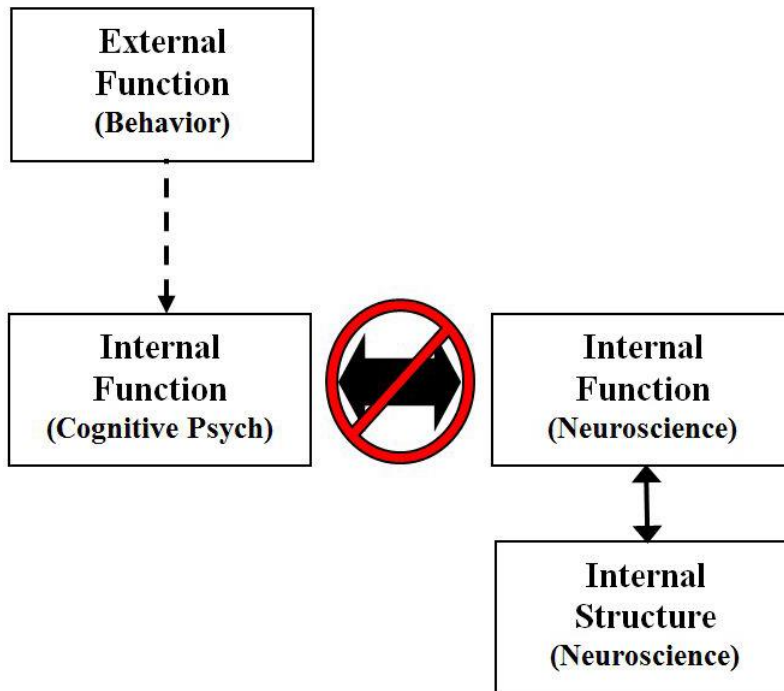 External
Function
(Behavior)
Internal
Function
(Cognitive Psych)
Internal
Function
(Neuroscience)
Internal
Structure
(Neuroscience)